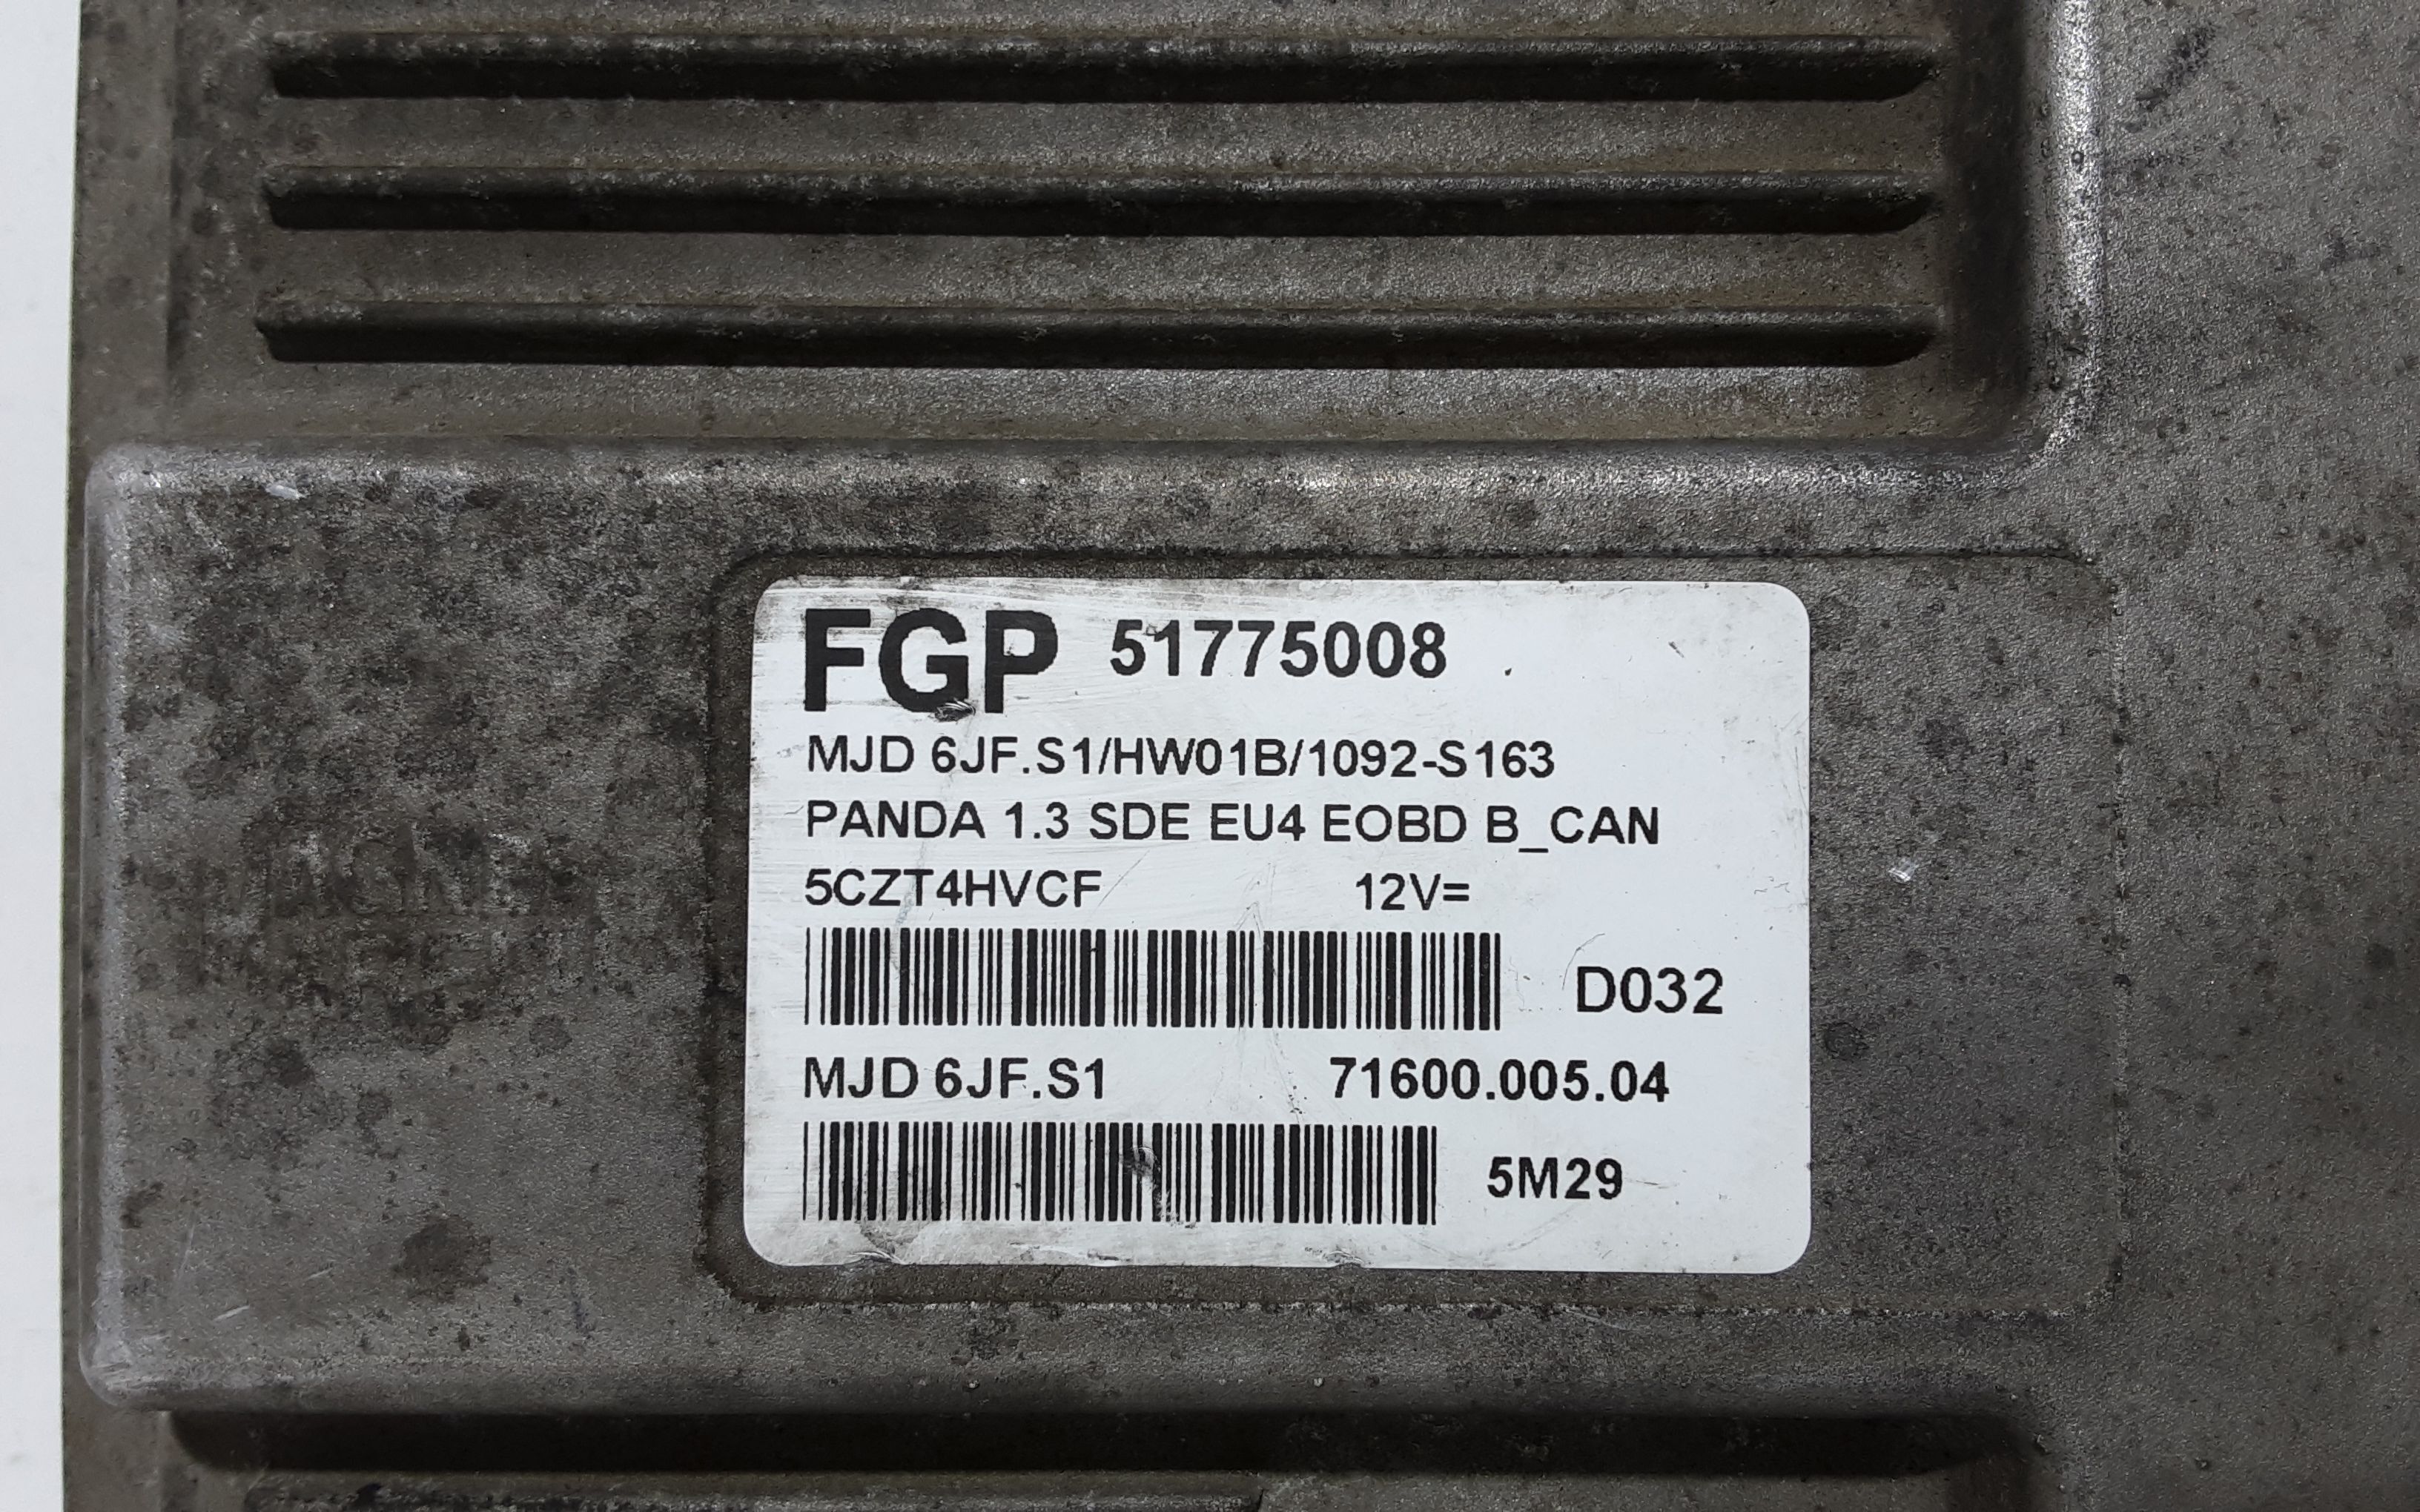 FGP 51775008
MJD 6JF.S1/HW01B/1092-S163
PANDA 1.3 SDE EU4 EOBD B_CAN
5CZT4HVCF 12V=
D032
MJD 6JF.S1 71600.005.04
5M29